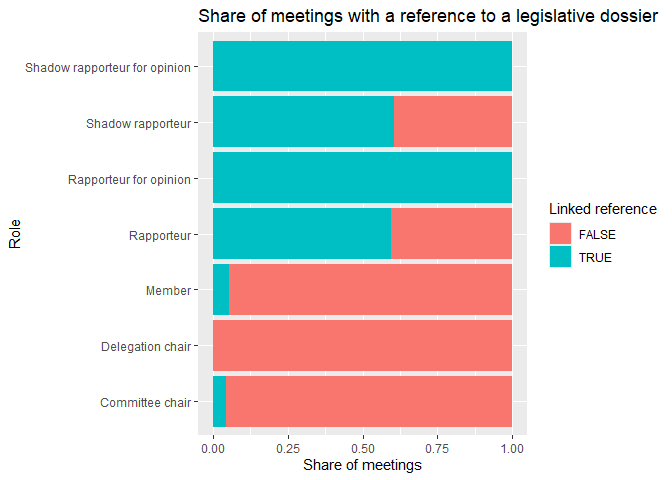 Share of meetings with a reference to a legislative dossier
Shadow rapporteur for opinion
Shadow rapporteur
Rapporteur for opinion
Rapporteur
Member
Delegation chair
Committee chair
Role
0.00 0.25 0.50 0.75 1.00
Share of meetings
Linked reference
FALSE
TRUE